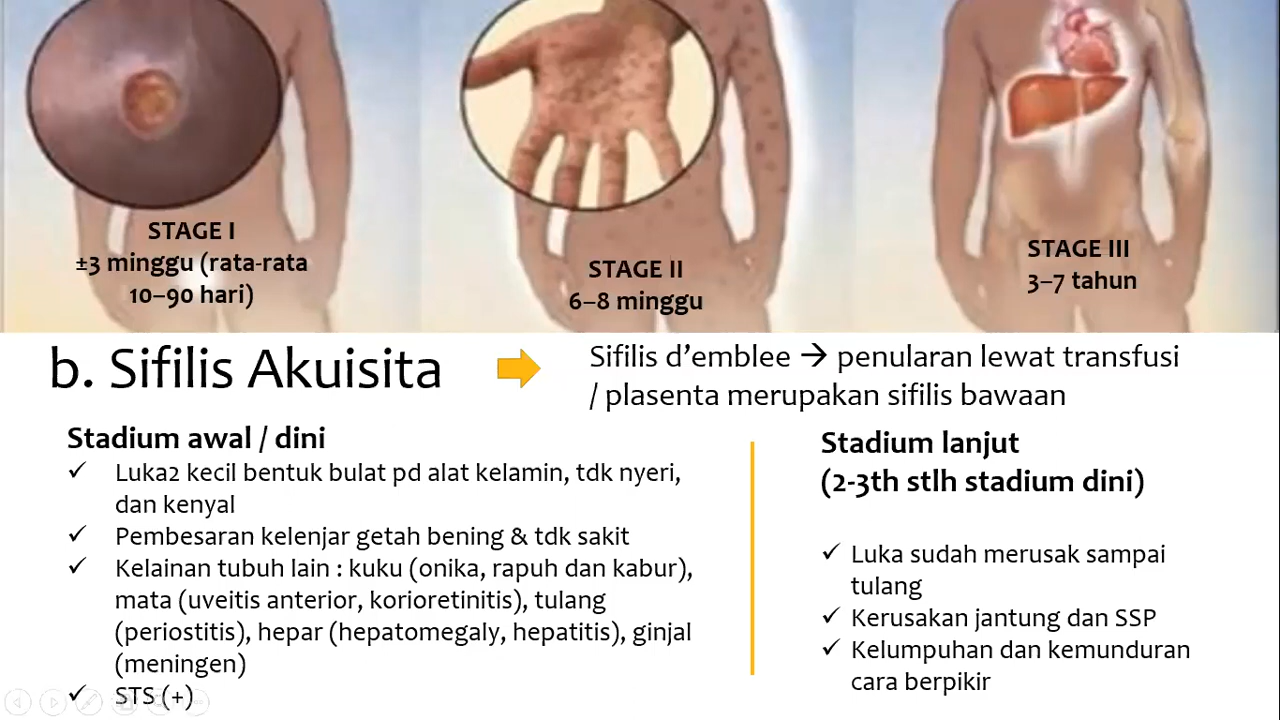 STAGE I
±3 minggu (rata-rata
10–90 hari)
STAGE II
6–8 minggu
STAGE III
3–7 tahun
b. Sifilis Akuisita
Sifilis d’emblee → penularan lewat transfusi
/ plasenta merupakan sifilis bawaan
Stadium awal / dini
✓ Luka2 kecil bentuk bulat pd alat kelamin, tdk nyeri,
dan kenyal
✓ Pembesaran kelenjar getah bening & tdk sakit
✓ Kelainan tubuh lain : kuku (onika, rapuh dan kabur),
mata (uveitis anterior, korioretinitis), tulang
(periostitis), hepar (hepatomegaly, hepatitis), ginjal
(meningen)
✓ STS (+)
Stadium lanjut
(2-3th stlh stadium dini)
✓ Luka sudah merusak sampai
tulang
✓ Kerusakan jantung dan SSP
✓ Kelumpuhan dan kemunduran
cara berpikir